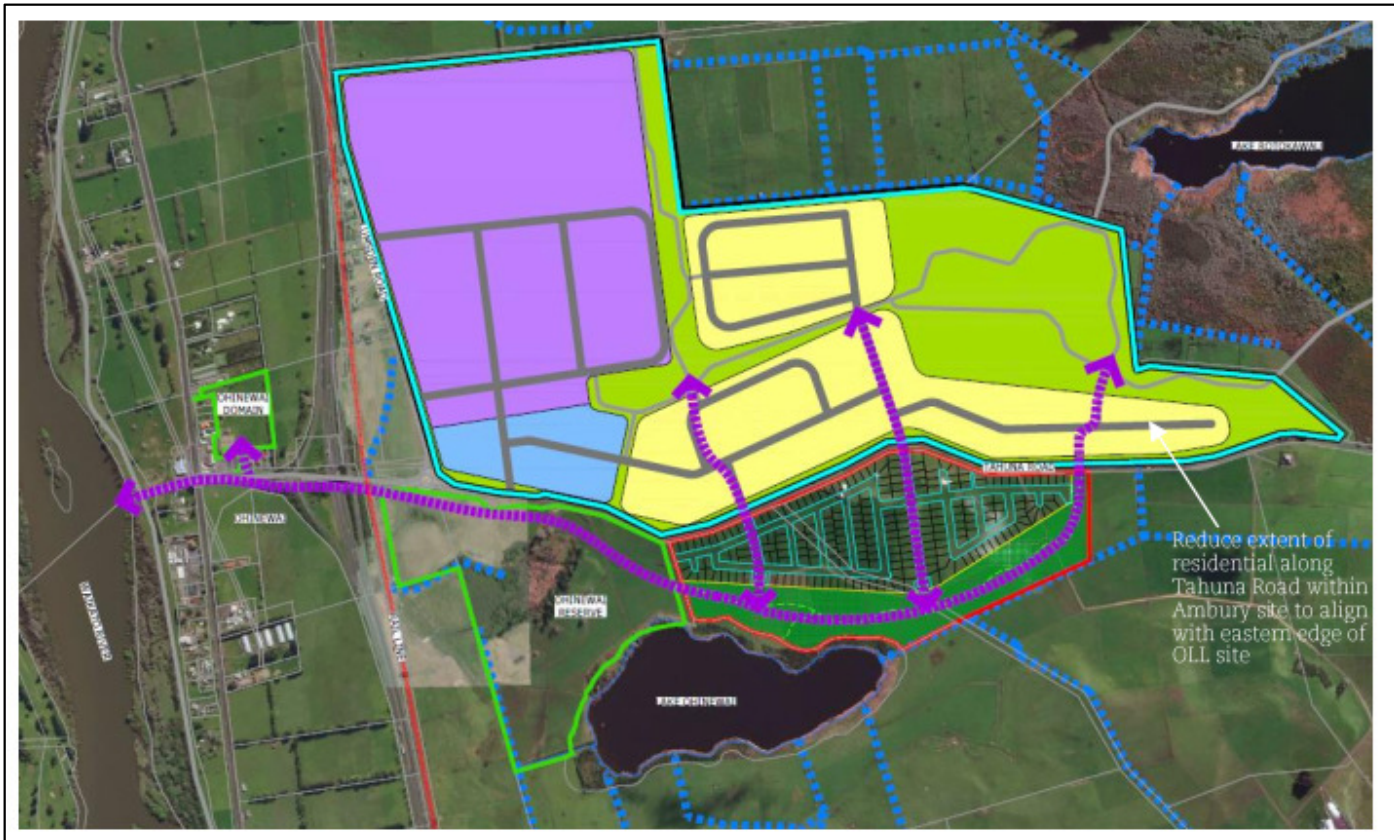 LAKE ROTOKAWAU
OHINEWAI
DOMAIN
TAHUNA ROAD
OHINEWAI
OHINEWAI
RESERVE
LAKE OHINEWAI
Reduce extent of
residential along
Tahuna Road within
Ambury site to align
with eastern edge of
OLL site